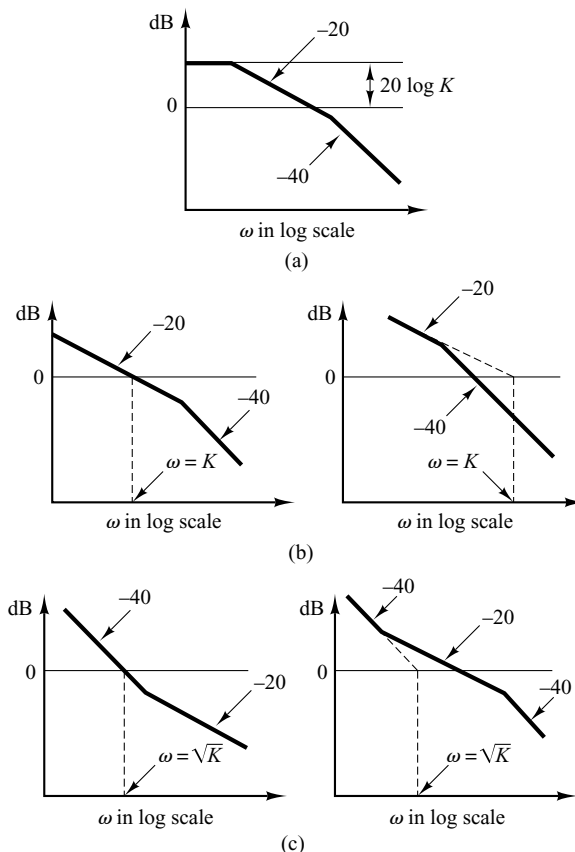 dB
–20
20 log K
0
–40
ω in log scale
(a)
dB
–20
0
–40
ω = K
ω in log scale
dB
–20
0
–40
ω = K
ω in log scale
(b)
dB
–40
0
–20
ω = √K
ω in log scale
dB
–40
–20
0
–40
ω = √K
ω in log scale
(c)